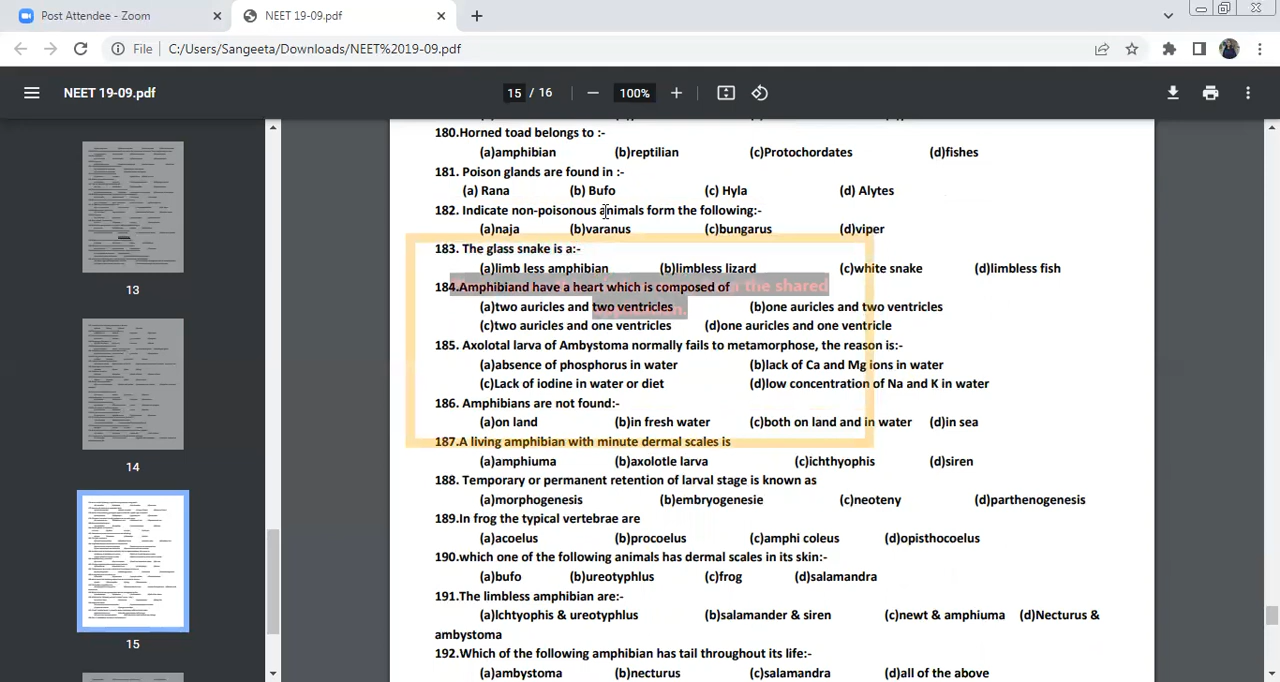 Post Attendee - Zoom
NEET 19-09.pdf
File C:/Users/Sangeeta/Downloads/NEET%2019-09.pdf
NEET 19-09.pdf
15 / 16
100%
180.Horned toad belongs to :-
(a)amphibian (b)reptilian (c)Protochordates (d)fishes
181. Poison glands are found in :-
(a) Rana (b) Bufo (c) Hyla (d) Alytes
182. Indicate non-poisonous animals form the following:-
(a)naja (b)varanus (c)bungarus (d)viper
183. The glass snake is a:-
(a)limb less amphibian (b)limbless lizard (c)white snake (d)limbless fish
184.Amphibiand have a heart which is composed of
the shared
(a)two auricles and two ventricles (b)one auricles and two ventricles
(c)two auricles and one ventricles (d)one auricles and one ventricle
185. Axolotal larva of Ambystoma normally fails to metamorphose, the reason is:-
(a)absence of phosphorus in water (b)lack of Ca and Mg ions in water
(c)Lack of iodine in water or diet (d)low concentration of Na and K in water
186. Amphibians are not found:-
(a)on land (b)in fresh water (c)both on land and in water (d)in sea
187.A living amphibian with minute dermal scales is
(a)amphiuma (b)axolotle larva (c)ichthyophis (d)siren
188. Temporary or permanent retention of larval stage is known as
(a)morphogenesis (b)embryogenesie (c)neoteny (d)parthenogenesis
189.In frog the typical vertebrae are
(a)acoelus (b)procoelus (c)amphi coelus (d)opisthocoelus
190.which one of the following animals has dermal scales in its skin:-
(a)bufo (b)ureotyphlus (c)frog (d)salamandra
191.The limbless amphibian are:-
(a)Ichtyophis & ureotyphlus (b)salamander & siren (c)newt & amphiuma (d)Necturus &
ambystoma
192.Which of the following amphibian has tail throughout its life:-
(a)ambystoma (b)necturus (c)salamandra (d)all of the above
13
14
15